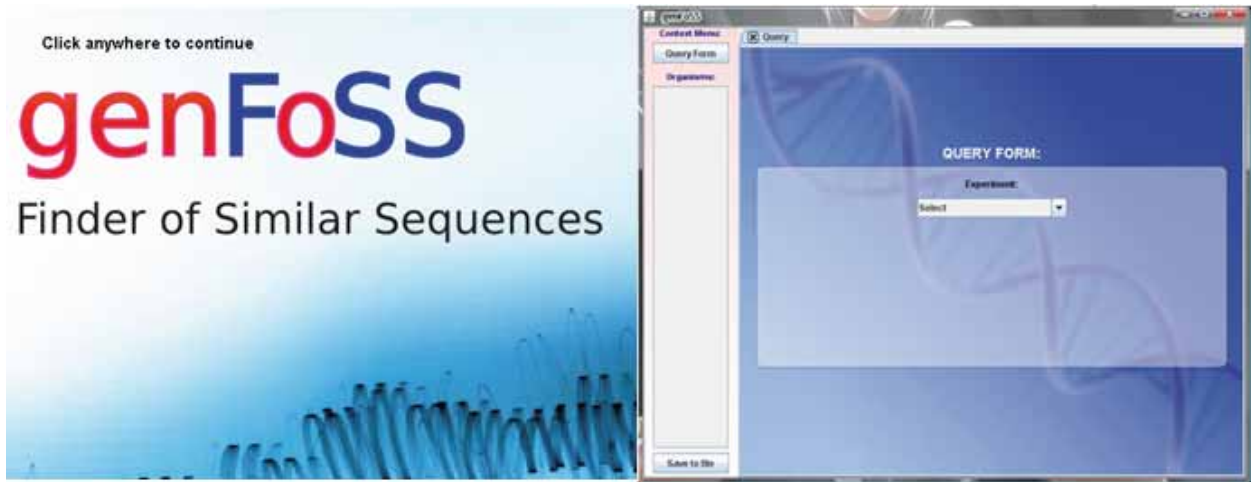 Click anywhere to continue
genFoSS
Finder of Similar Sequences
genFoSS
Context Menu:
Query Form
Organisms:
Save to file
Query
QUERY FORM:
Experiment:
Select